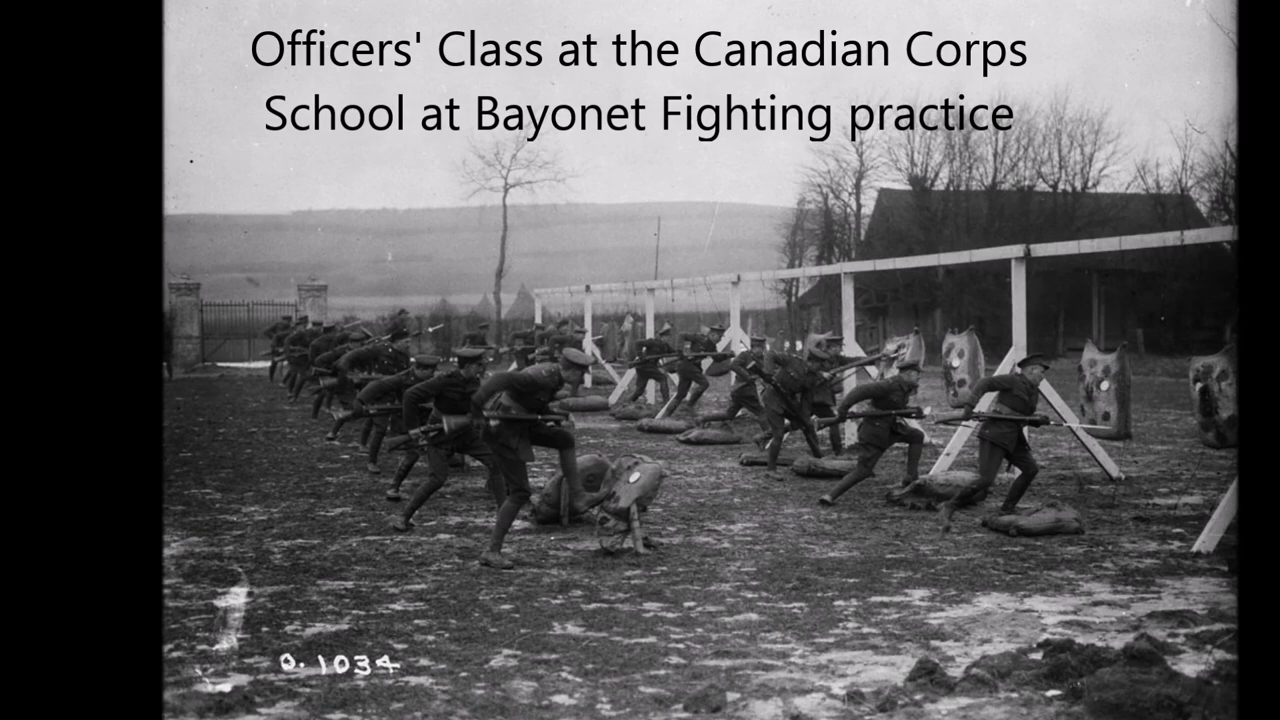 Officers' Class at the Canadian Corps
School at Bayonet Fighting practice
O. 1034